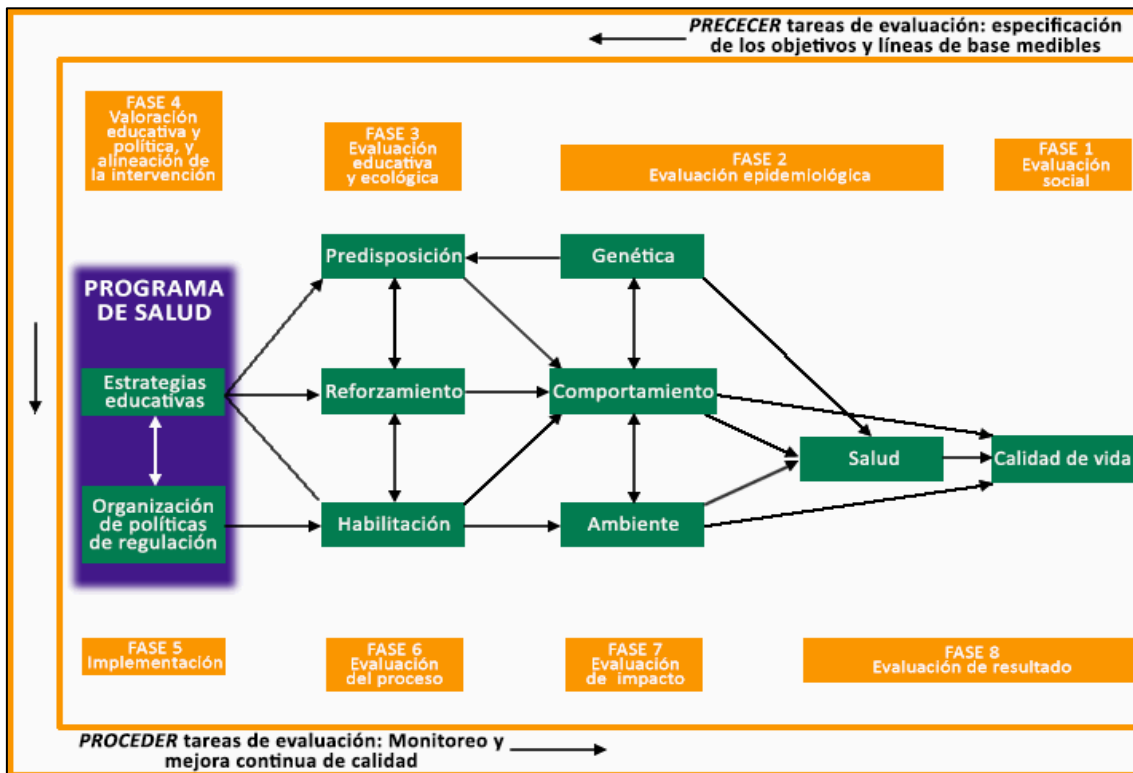 PRECECER tareas de evaluación: especificación
de los objetivos y líneas de base medibles
FASE 4
Valoración
educativa y
política, y
alineación de
la intervención
FASE 3
Evaluación
educativa
y ecológica
FASE 2
Evaluación epidemiológica
FASE 1
Evaluación
social
PROGRAMA
DE SALUD
Estrategias
educativas
Organización
de políticas
de regulación
Predisposición
Reforzamiento
Habilitación
Genética
Comportamiento
Ambiente
Salud
Calidad de vida
FASE 5
Implementación
FASE 6
Evaluación
del proceso
FASE 7
Evaluación
de impacto
FASE 8
Evaluación de resultado
PROCEDER tareas de evaluación: Monitoreo y
mejora continua de calidad